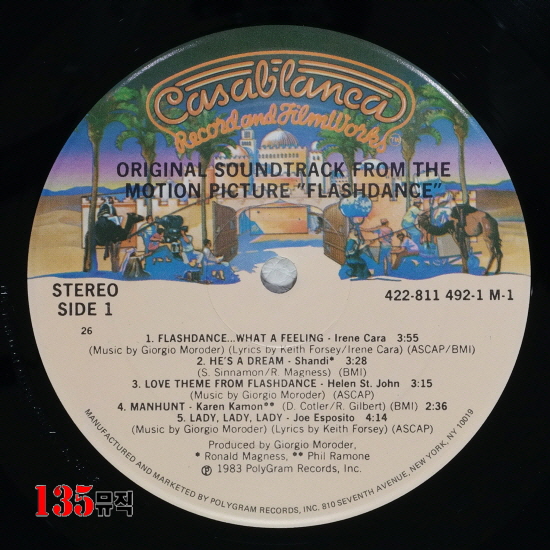 Casablanca
Record and FilmWorks™
ORIGINAL SOUNDTRACK FROM THE
MOTION PICTURE "FLASHDANCE"
STEREO
SIDE 1
422-811 492-1 M-1
26
1. FLASHDANCE...WHAT A FEELING - Irene Cara 3:55
(Music by Giorgio Moroder) (Lyrics by Keith Forsey/Irene Cara) (ASCAP/BMI)
2. HE'S A DREAM - Shandi* 3:28
(S. Sinnamon/R. Magness) (BMI)
3. LOVE THEME FROM FLASHDANCE - Helen St. John 3:15
(Music by Giorgio Moroder) (ASCAP)
4. MANHUNT - Karen Kamon** (D. Cotler/R. Gilbert) (BMI) 2:36
5. LADY, LADY, LADY - Joe Esposito 4:14
(Music by Giorgio Moroder) (Lyrics by Keith Forsey) (ASCAP)
Produced by Giorgio Moroder,
* Ronald Magness, ** Phil Ramone
℗ 1983 PolyGram Records, Inc.
MANUFACTURED AND MARKETED BY POLYGRAM RECORDS, INC. 810 SEVENTH AVENUE, NEW YORK, NY 10019
135뮤직